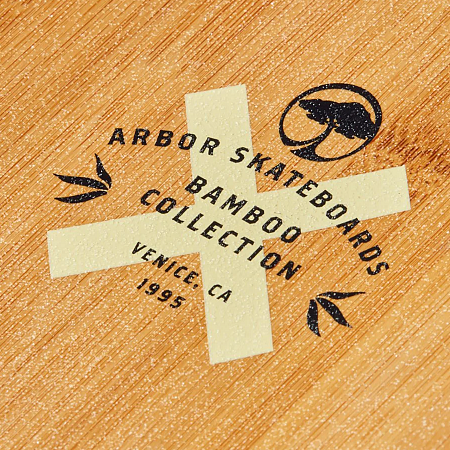 ARBOR SKATEBOARDS
BAMBOO
COLLECTION
VENICE, CA
1995